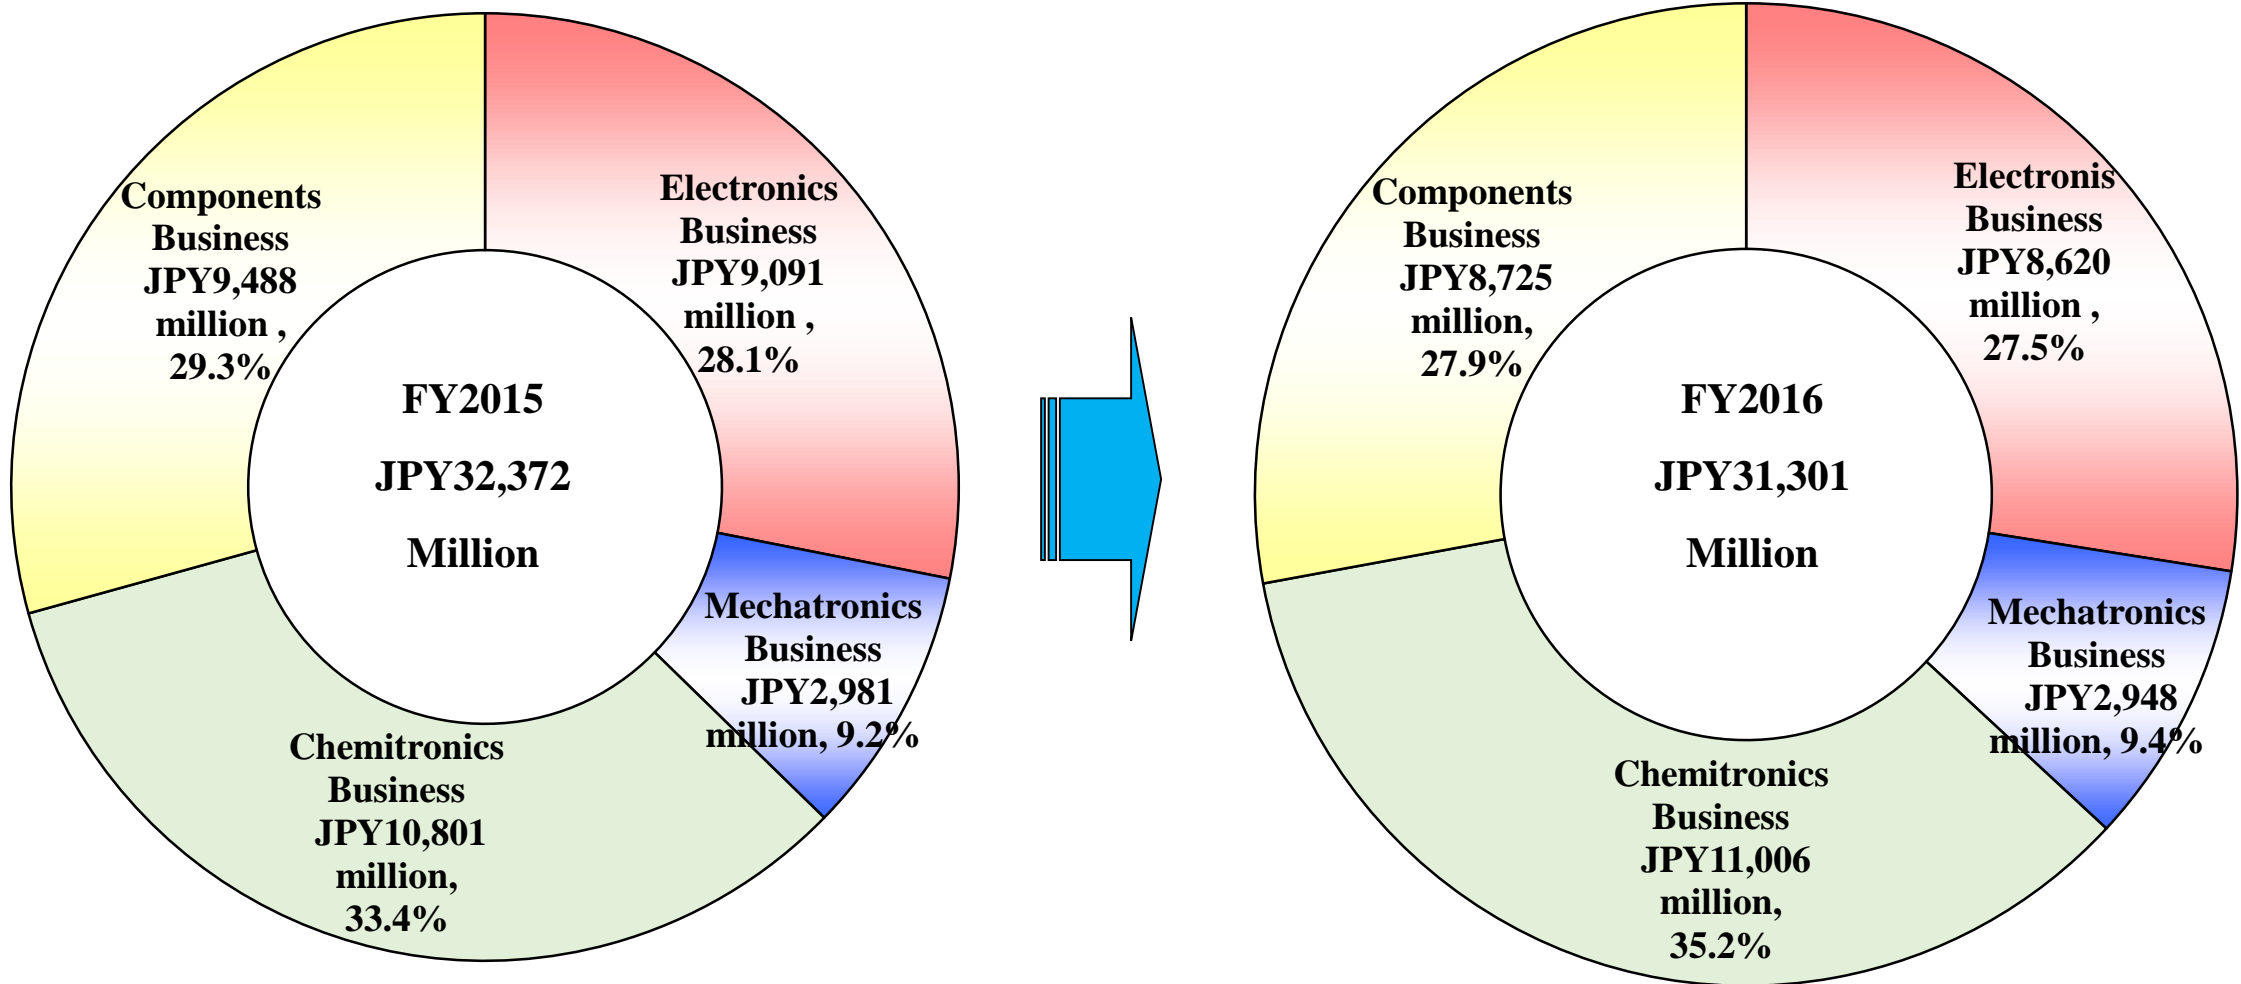 Components
Business
JPY9,488
million ,
29.3%
Electronics
Business
JPY9,091
million ,
28.1%
FY2015
JPY32,372
Million
Mechatronics
Business
JPY2,981
million, 9.2%
Chemitronics
Business
JPY10,801
million,
33.4%
Components
Business
JPY8,725
million,
27.9%
Electronis
Business
JPY8,620
million ,
27.5%
FY2016
JPY31,301
Million
Mechatronics
Business
JPY2,948
million, 9.4%
Chemitronics
Business
JPY11,006
million,
35.2%